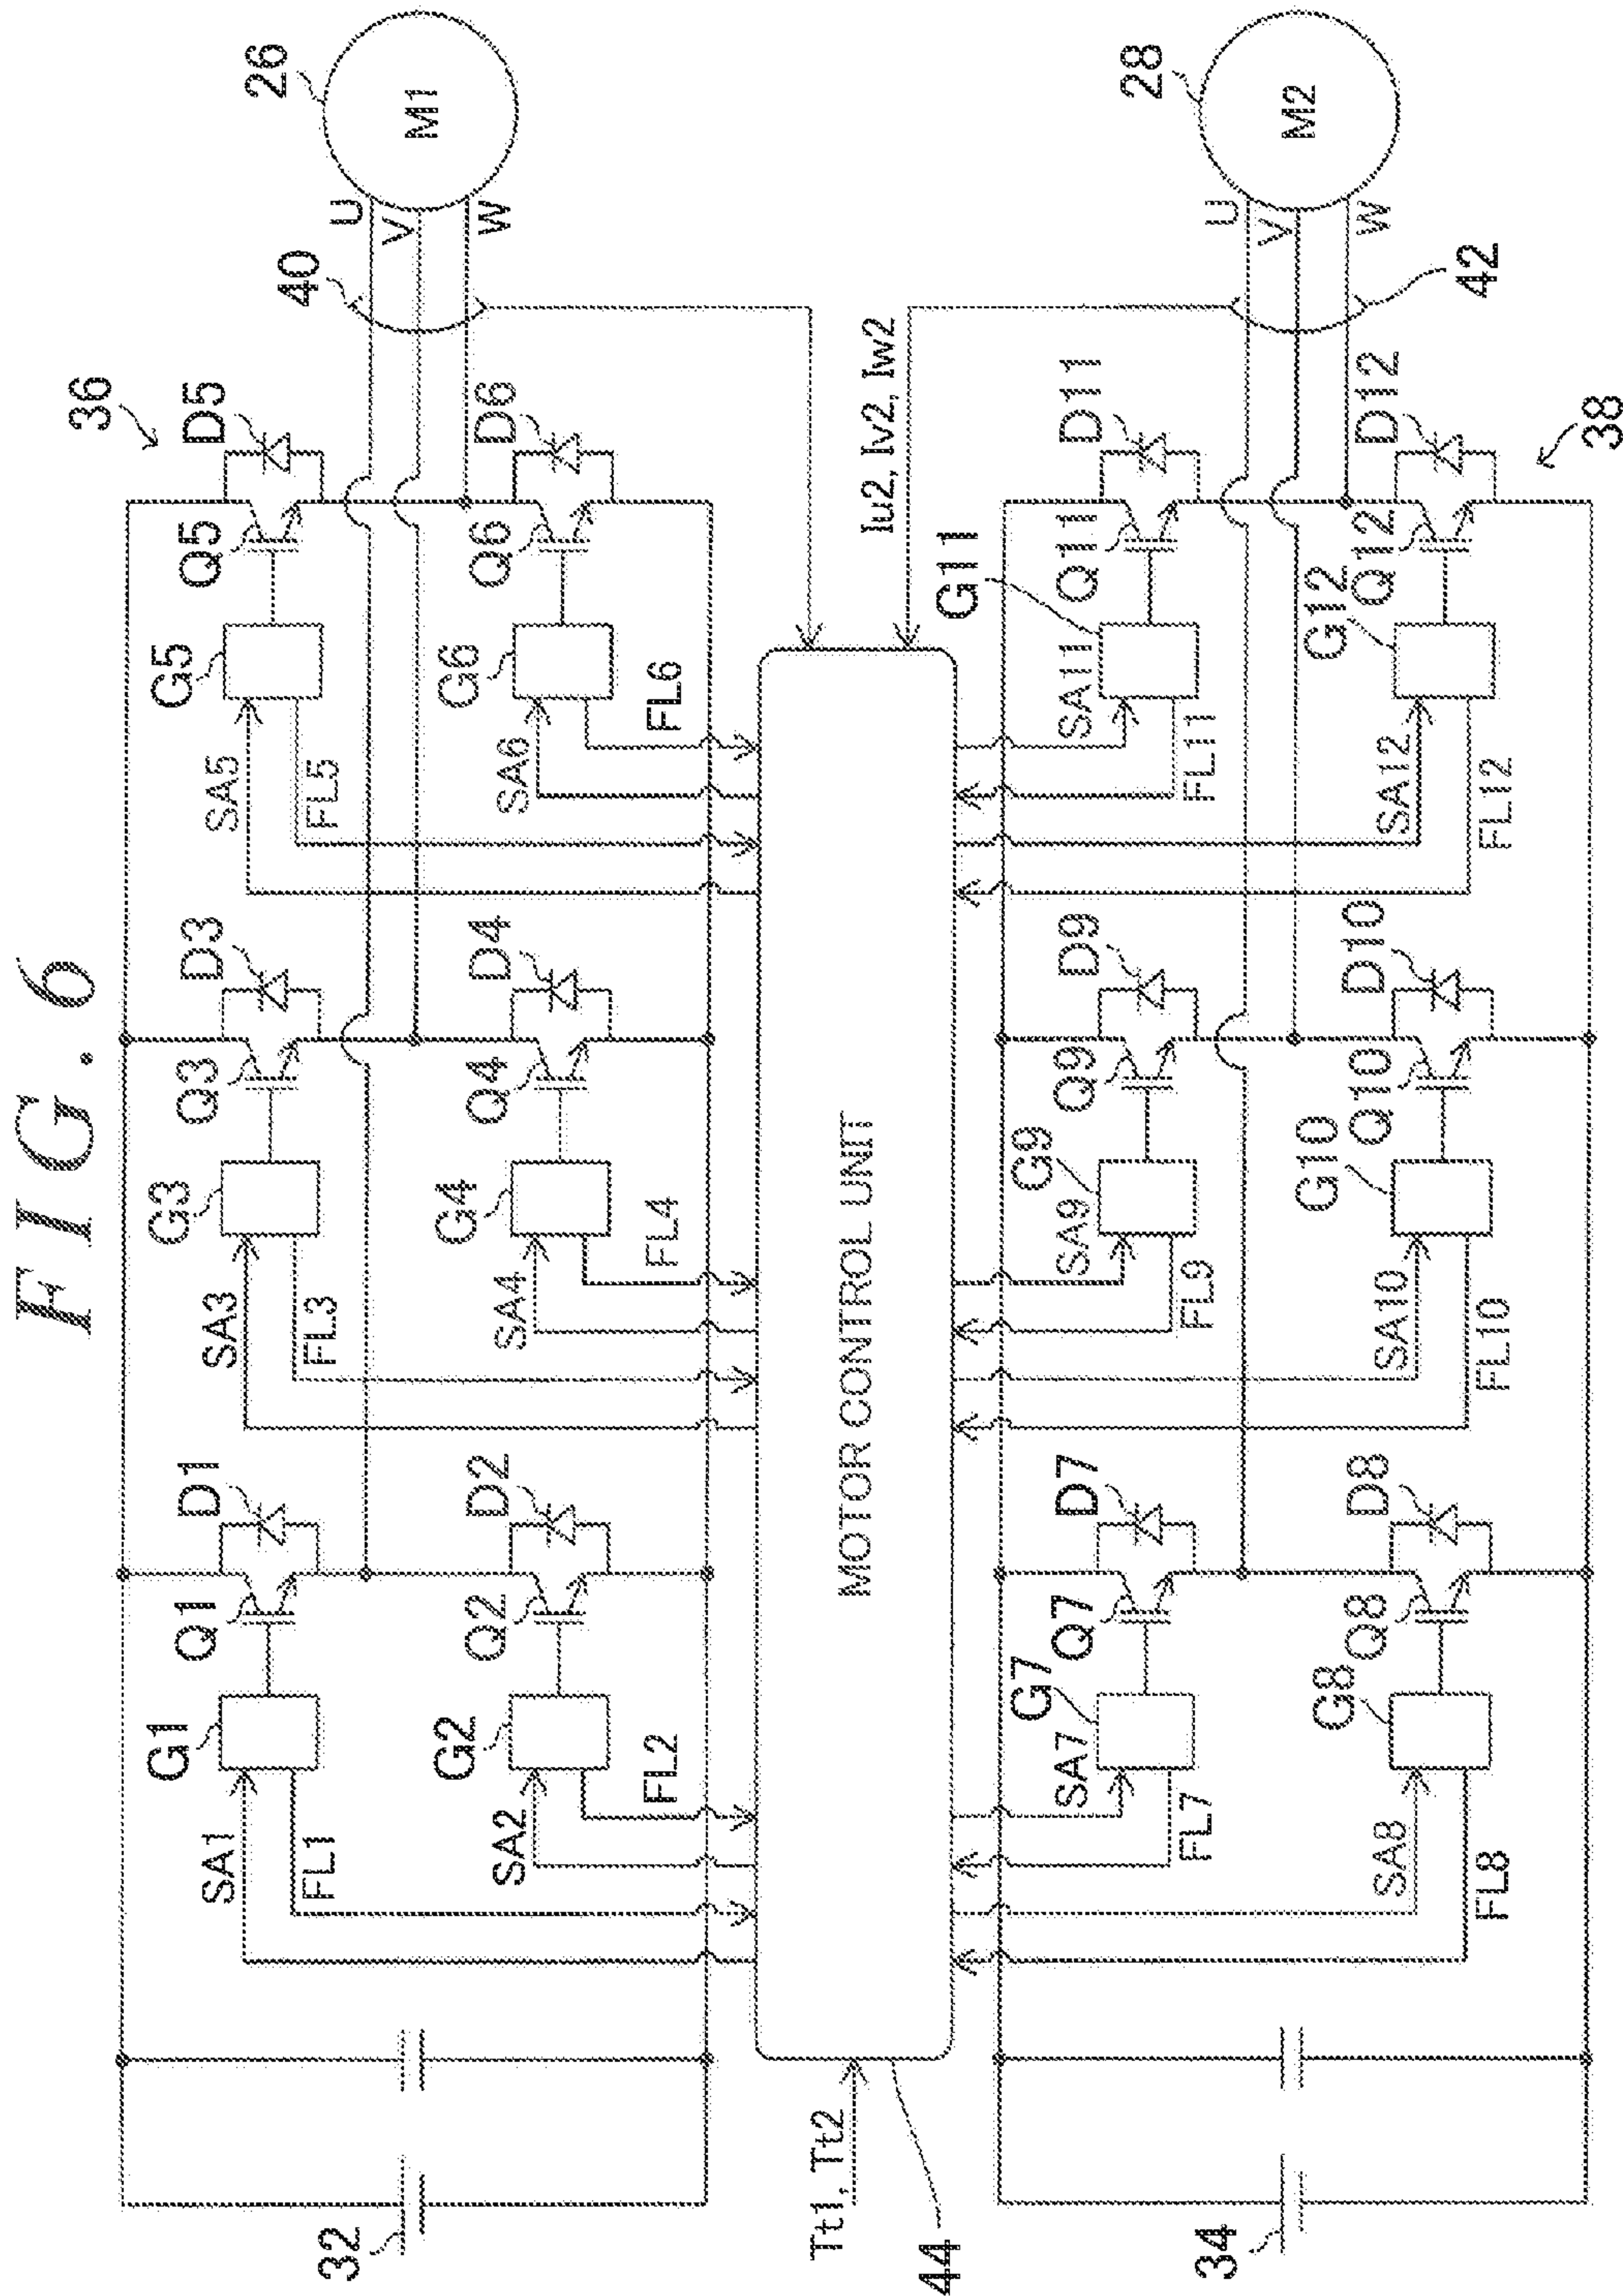 FIG. 6
36
26
D1
D3
D5
40
M1
Q1
Q3
Q5
G1
G3
G5
U
V
W
SA1
SA3
SA5
FL1
FL3
FL5
32
D2
D4
D6
Q2
Q4
Q6
G2
G4
G6
SA2
SA4
SA6
FL2
FL4
FL6
Tt1, Tt2
MOTOR CONTROL UNIT
Iu2, Iv2, Iw2
44
G11
28
G7
G9
D7
D9
D11
M2
Q7
Q9
Q11
SA7
SA9
SA11
U
V
W
FL7
FL9
FL11
34
42
G8
G10
G12
D8
D10
D12
Q8
Q10
Q12
SA8
SA10
SA12
FL8
FL10
FL12
38